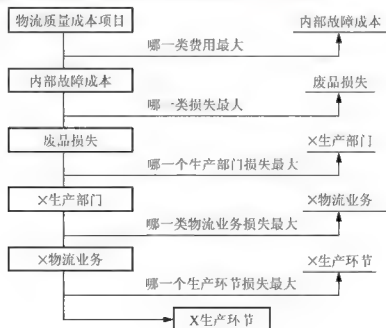 物流质量成本项目
内部故障成本
哪一类费用最大
内部故障成本
废品损失
哪一类损失最大
废品损失
×生产部门
哪一个生产部门损失最大
×生产部门
×物流业务
哪一类物流业务损失最大
×物流业务
×生产环节
哪一个生产环节损失最大
X生产环节